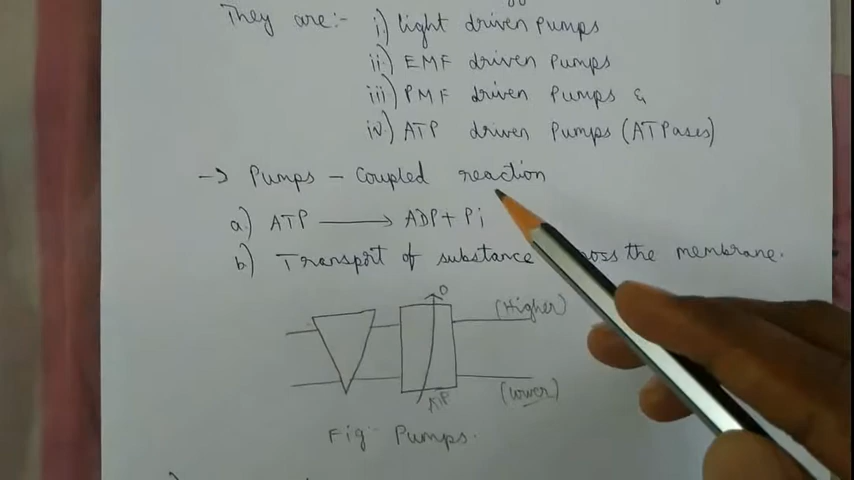 They are:- i) light driven Pumps
ii) EMF driven Pumps
iii) PMF driven Pumps &
iv) ATP driven Pumps (ATPases)
-> Pumps - Coupled reaction
a) ATP ⟶ ADP + Pi
b) Transport of substance the membrane.
(Higher)
(lower)
ATP
Fig:- Pumps.